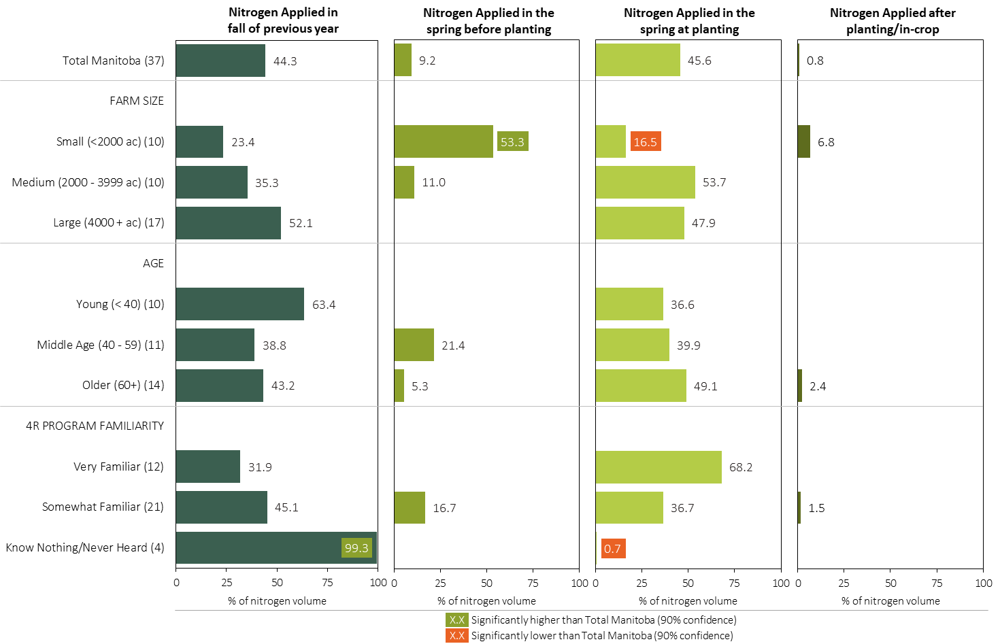 Nitrogen Applied in
fall of previous year
Nitrogen Applied in the
spring before planting
Nitrogen Applied in the
spring at planting
Nitrogen Applied after
planting/in-crop
Total Manitoba (37)
44.3
9.2
45.6
0.8
FARM SIZE
Small (<2000 ac) (10)
23.4
53.3
16.5
6.8
Medium (2000 - 3999 ac) (10)
35.3
11.0
53.7
Large (4000 + ac) (17)
52.1
47.9
AGE
Young (< 40) (10)
63.4
36.6
Middle Age (40 - 59) (11)
38.8
21.4
39.9
Older (60+) (14)
43.2
5.3
49.1
2.4
4R PROGRAM FAMILIARITY
Very Familiar (12)
31.9
68.2
Somewhat Familiar (21)
45.1
16.7
36.7
1.5
Know Nothing/Never Heard (4)
99.3
0.7
0 25 50 75 100
0 25 50 75 100
0 25 50 75 100
0 25 50 75 100
% of nitrogen volume
% of nitrogen volume
% of nitrogen volume
% of nitrogen volume
X.X Significantly higher than Total Manitoba (90% confidence)
X.X Significantly lower than Total Manitoba (90% confidence)